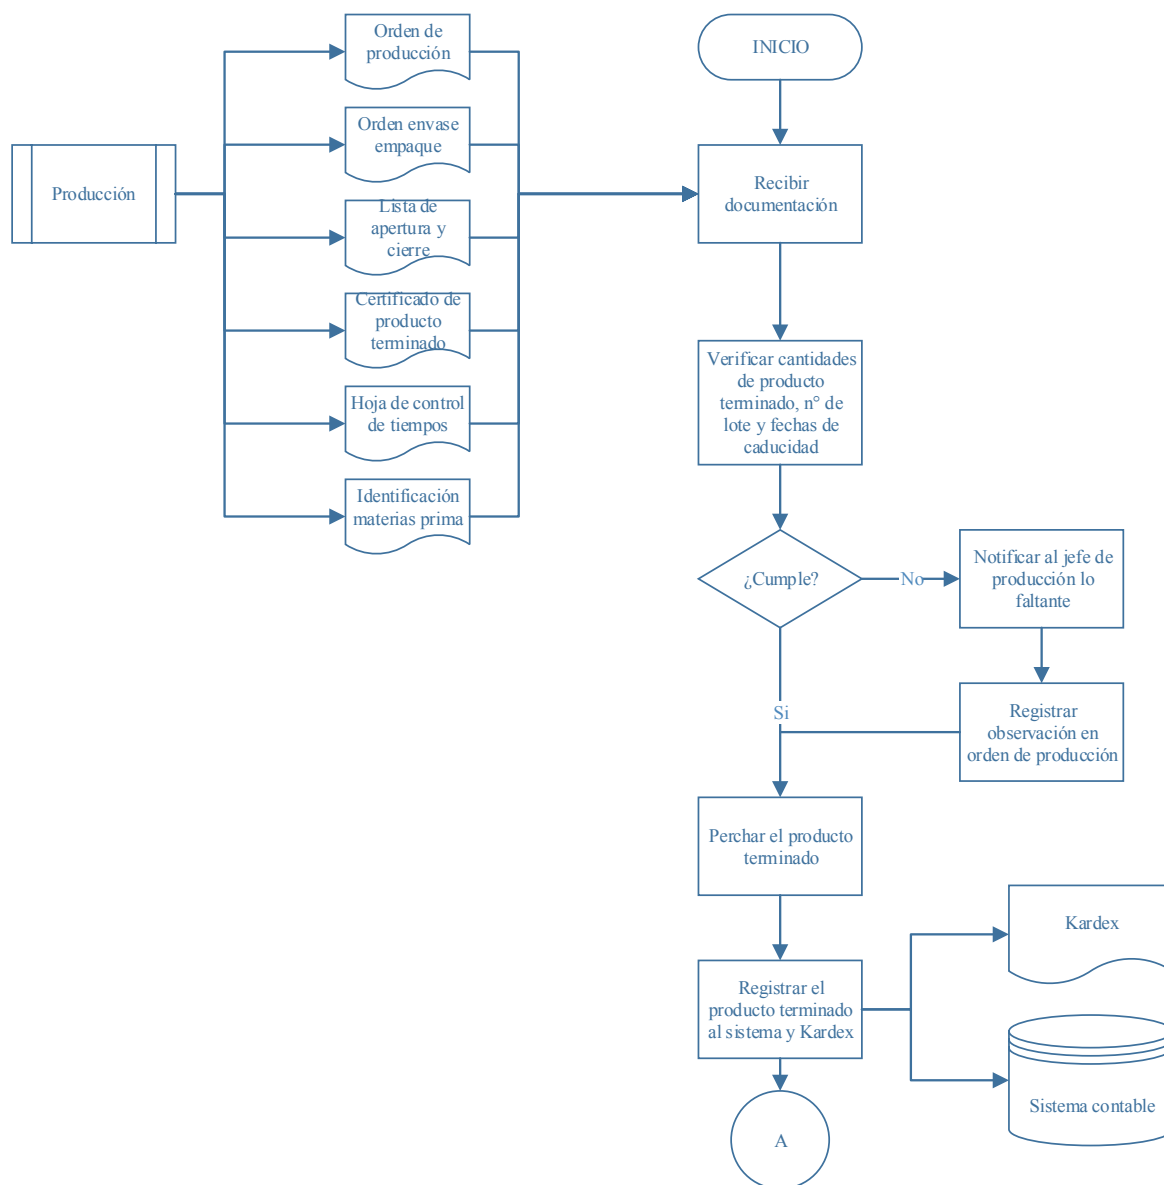 Orden de
producción
INICIO
Orden envase
empaque
Producción
Recibir
documentación
Lista de
apertura y
cierre
Certificado de
producto
terminado
Verificar cantidades
de producto
terminado, n° de
lote y fechas de
caducidad
Hoja de control
de tiempos
Identificación
materias prima
¿Cumple?
No
Notificar al jefe de
producción lo
faltante
Si
Registrar
observación en
orden de producción
Perchar el producto
terminado
Kardex
Registrar el
producto terminado
al sistema y Kardex
Sistema contable
A